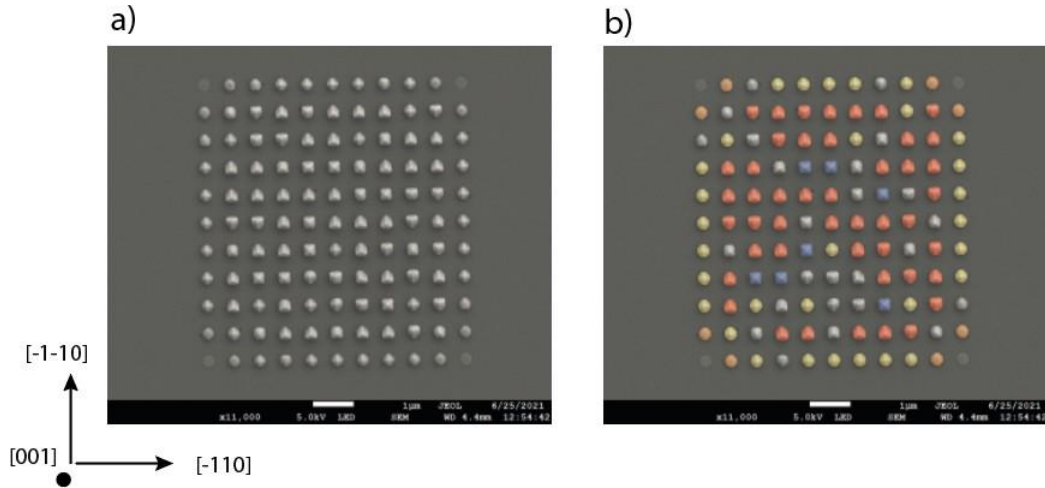 a)
b)
[-1-10]
[001]
[-110]
1μm JEOL 6/25/2021
x11,000 5.0kV LED SEM WD 4.4mm 12:54:42
1μm JEOL 6/25/2021
x11,000 5.0kV LED SEM WD 4.4mm 12:54:42